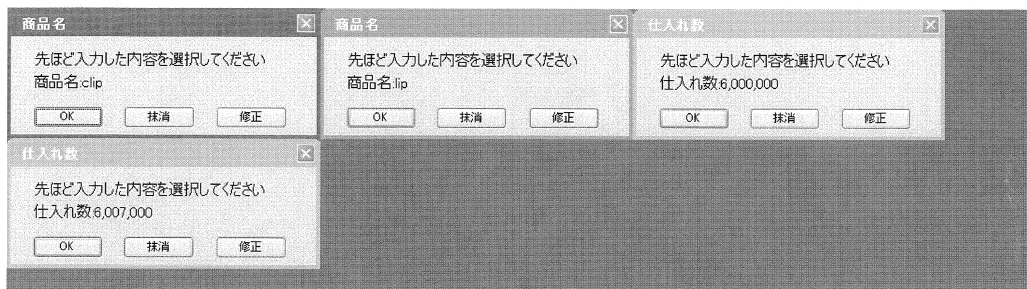 商品名
先ほど入力した内容を選択してください
商品名:clip
OK 抹消 修正
商品名
先ほど入力した内容を選択してください
商品名:lip
OK 抹消 修正
仕入れ数
先ほど入力した内容を選択してください
仕入れ数:6,000,000
OK 抹消 修正
仕入れ数
先ほど入力した内容を選択してください
仕入れ数:6,007,000
OK 抹消 修正